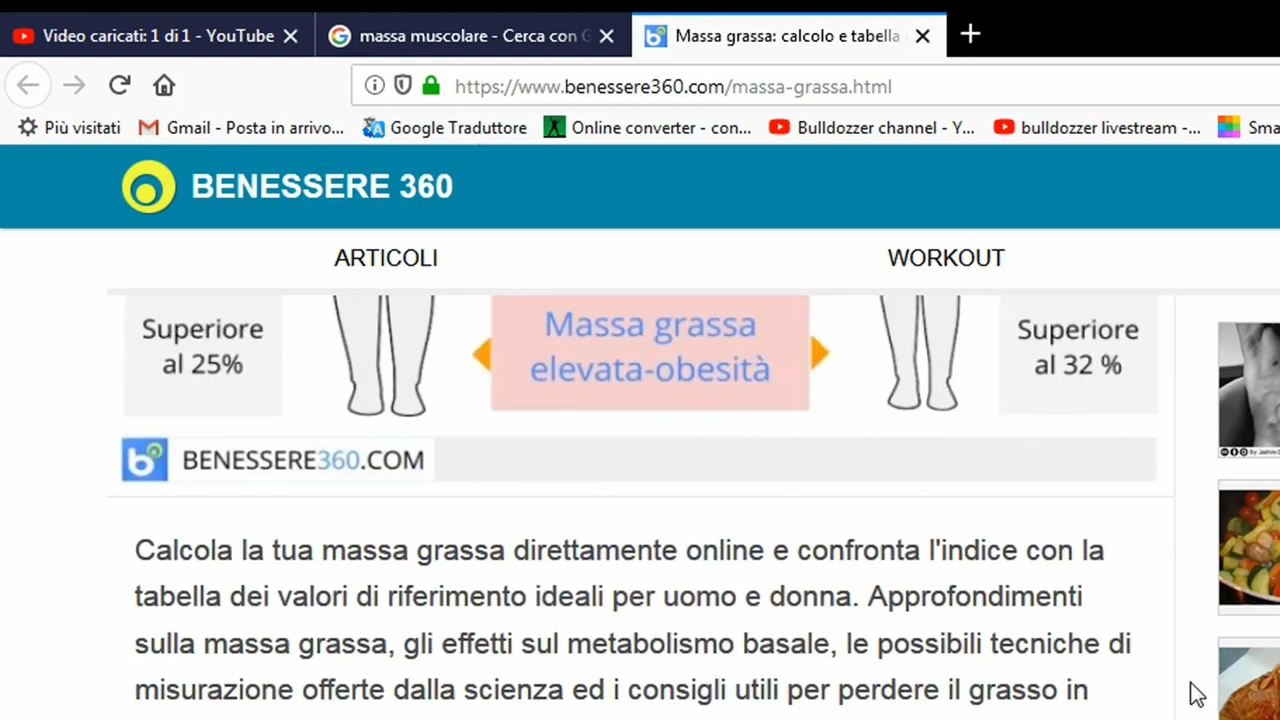 Video caricati: 1 di 1 - YouTube
massa muscolare - Cerca con G
Massa grassa: calcolo e tabella
https://www.benessere360.com/massa-grassa.html
Più visitati
Gmail - Posta in arrivo...
Google Traduttore
Online converter - con...
Bulldozzer channel - Y...
bulldozzer livestream -...
Sma
BENESSERE 360
ARTICOLI
WORKOUT
Superiore
al 25%
Massa grassa
elevata-obesità
Superiore
al 32 %
BENESSERE360.COM
Calcola la tua massa grassa direttamente online e confronta l'indice con la
tabella dei valori di riferimento ideali per uomo e donna. Approfondimenti
sulla massa grassa, gli effetti sul metabolismo basale, le possibili tecniche di
misurazione offerte dalla scienza ed i consigli utili per perdere il grasso in